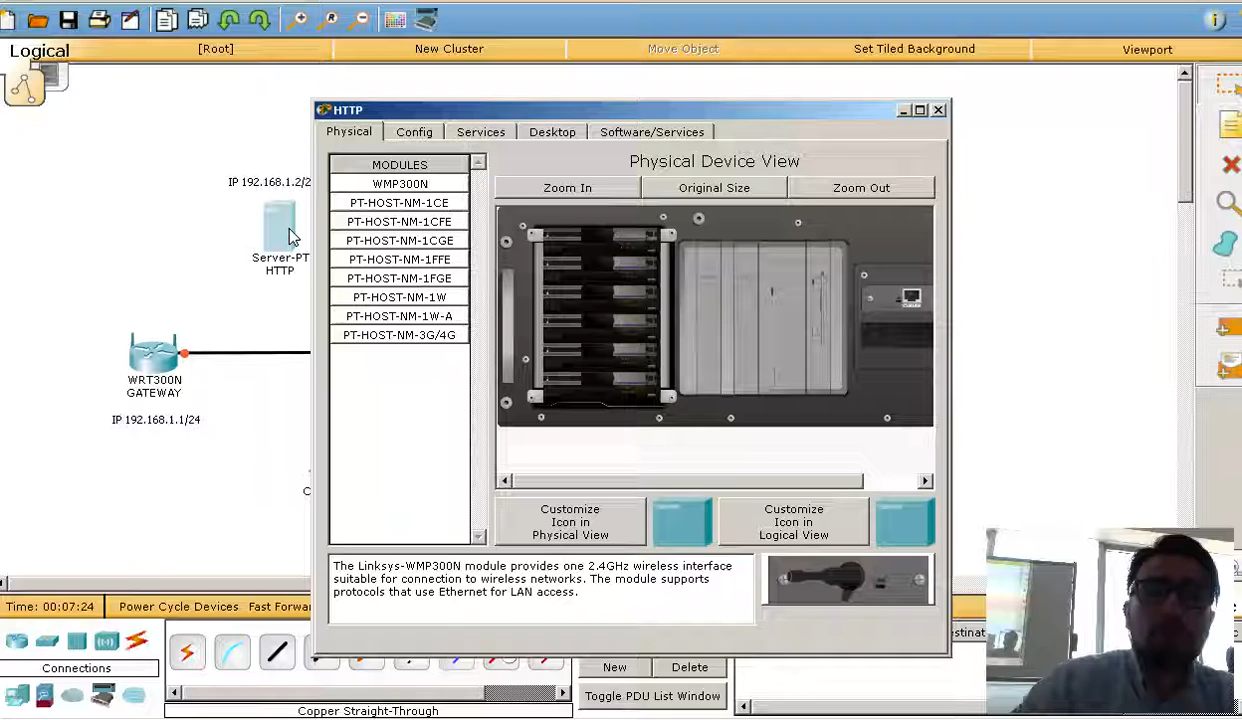 Logical
[Root]
New Cluster
Move Object
Set Tiled Background
Viewport
HTTP
Physical
Config
Services
Desktop
Software/Services
MODULES
WMP300N
PT-HOST-NM-1CE
PT-HOST-NM-1CFE
PT-HOST-NM-1CGE
PT-HOST-NM-1FFE
PT-HOST-NM-1FGE
PT-HOST-NM-1W
PT-HOST-NM-1W-A
PT-HOST-NM-3G/4G
Physical Device View
Zoom In
Original Size
Zoom Out
Customize
Icon in
Physical View
Customize
Icon in
Logical View
The Linksys-WMP300N module provides one 2.4GHz wireless interface
suitable for connection to wireless networks. The module supports
protocols that use Ethernet for LAN access.
IP 192.168.1.2/2
Server-PT
HTTP
WRT300N
GATEWAY
IP 192.168.1.1/24
Time: 00:07:24
Power Cycle Devices
Fast Forwar
Connections
Copper Straight-Through
New
Delete
Toggle PDU List Window
estinat